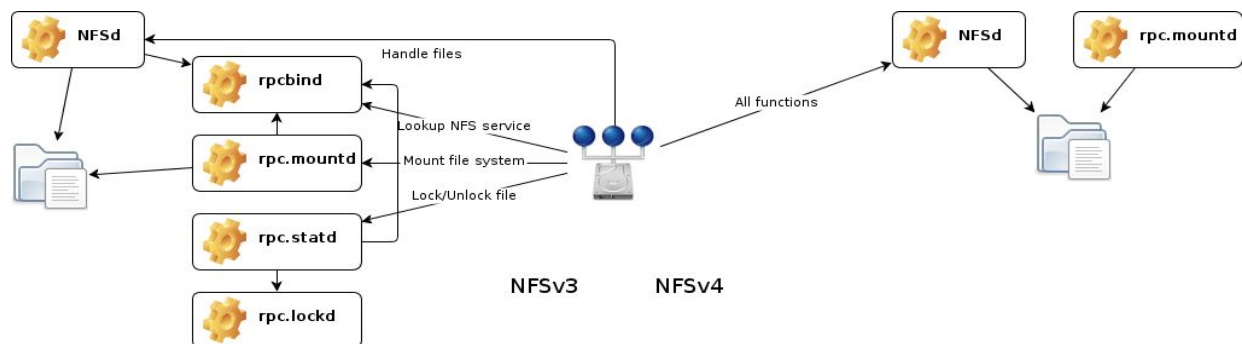 NFSd
NFSd
rpc.mountd
Handle files
rpcbind
All functions
Lookup NFS service
rpc.mountd
Mount file system
Lock/Unlock file
rpc.statd
NFSv3
NFSv4
rpc.lockd